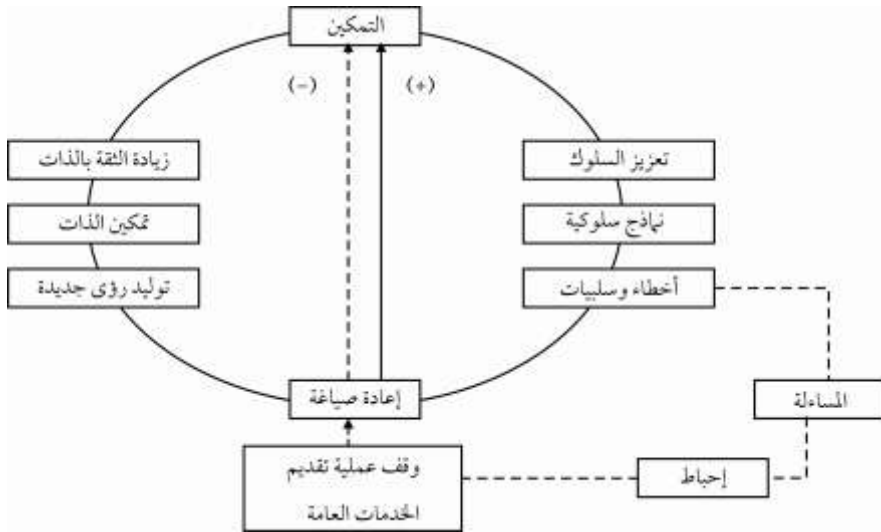 التمكين
(+)
(-)
تعزيز السلوك
زيادة الثقة بالذات
نماذج سلوكية
تمكين الذات
أخطاء وسلبيات
توليد رؤى جديدة
إعادة صياغة
المساءلة
وقف عملية تقديم
الخدمات العامة
إحباط